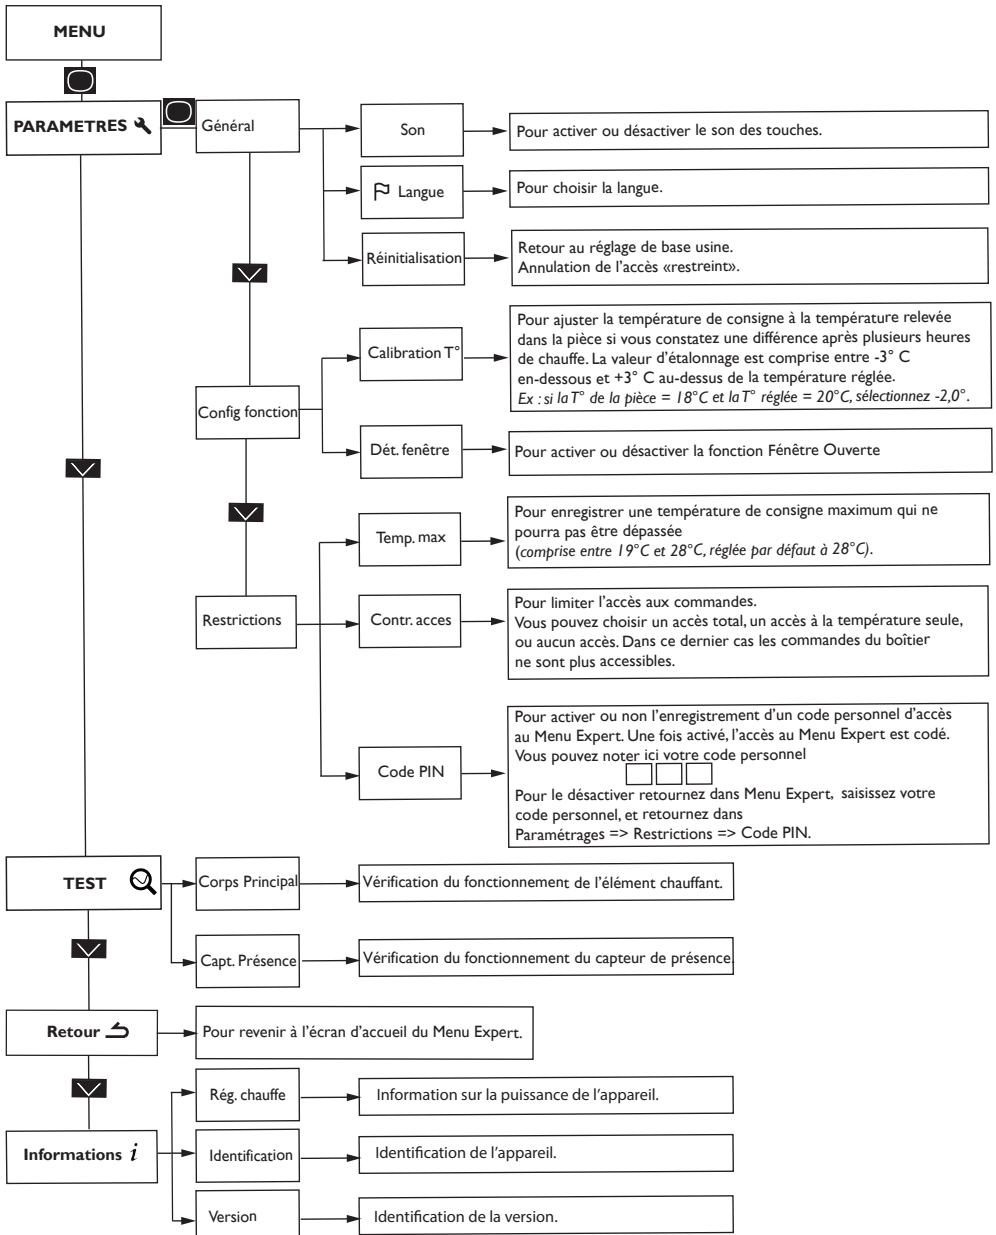 MENU
PARAMETRES
Général
Son
Pour activer ou désactiver le son des touches.
Langue
Pour choisir la langue.
Réinitialisation
Retour au réglage de base usine.
Annulation de l'accès «restreint».
Config fonction
Calibration T°
Pour ajuster la température de consigne à la température relevée
dans la pièce si vous constatez une différence après plusieurs heures
de chauffe. La valeur d'étalonnage est comprise entre -3° C
en-dessous et +3° C au-dessus de la température réglée.
Ex : si la T° de la pièce = 18°C et la T° réglée = 20°C, sélectionnez -2,0°.
Dét. fenêtre
Pour activer ou désactiver la fonction Fénêtre Ouverte
Restrictions
Temp. max
Pour enregistrer une température de consigne maximum qui ne
pourra pas être dépassée
(comprise entre 19°C et 28°C, réglée par défaut à 28°C).
Contr. acces
Pour limiter l'accès aux commandes.
Vous pouvez choisir un accès total, un accès à la température seule,
ou aucun accès. Dans ce dernier cas les commandes du boîtier
ne sont plus accessibles.
Code PIN
Pour activer ou non l'enregistrement d'un code personnel d'accès
au Menu Expert. Une fois activé, l'accès au Menu Expert est codé.
Vous pouvez noter ici votre code personnel
Pour le désactiver retournez dans Menu Expert, saisissez votre
code personnel, et retournez dans
Paramétrages => Restrictions => Code PIN.
TEST
Corps Principal
Vérification du fonctionnement de l'élément chauffant.
Capt. Présence
Vérification du fonctionnement du capteur de présence.
Retour
Pour revenir à l'écran d'accueil du Menu Expert.
Informations i
Rég. chauffe
Information sur la puissance de l'appareil.
Identification
Identification de l'appareil.
Version
Identification de la version.